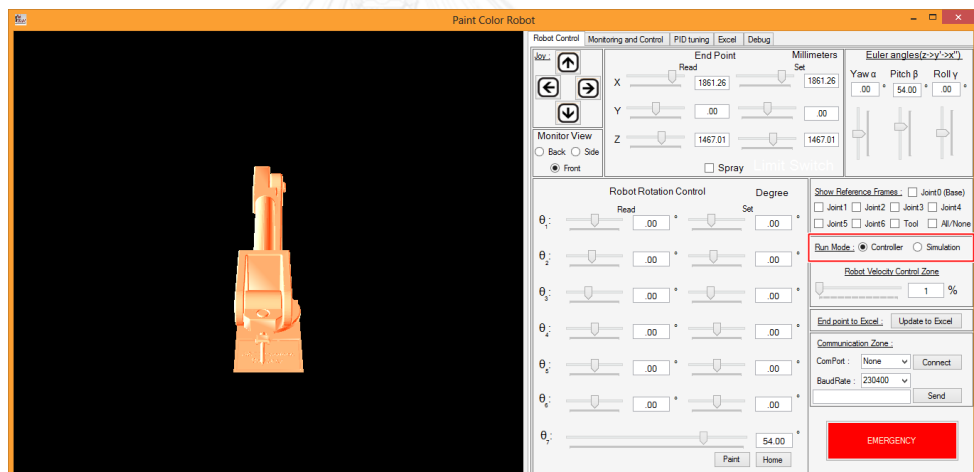 Paint Color Robot
Robot Control Monitoring and Control PID tuning Excel Debug
Joy :
End Point Millimeters
Read Set
X 1861.26 1861.26
Y .00 .00
Z 1467.01 1467.01
Spray Limit Switch
Monitor View
Back Side
Front
Euler angles(z->y'->x'')
Yaw α Pitch β Roll γ
.00 ° 54.00 ° .00 °
Robot Rotation Control Degree
Read Set
θ1: .00 ° .00 °
θ2: .00 ° .00 °
θ3: .00 ° .00 °
θ4: .00 ° .00 °
θ5: .00 ° .00 °
θ6: .00 ° .00 °
θ7: 54.00 °
Paint Home
Show Reference Frames : Joint0 (Base)
Joint1 Joint2 Joint3 Joint4
Joint5 Joint6 Tool All/None
Run Mode : Controller Simulation
Robot Velocity Control Zone
1 %
End point to Excel : Update to Excel
Communication Zone :
ComPort : None Connect
BaudRate : 230400
Send
EMERGENCY